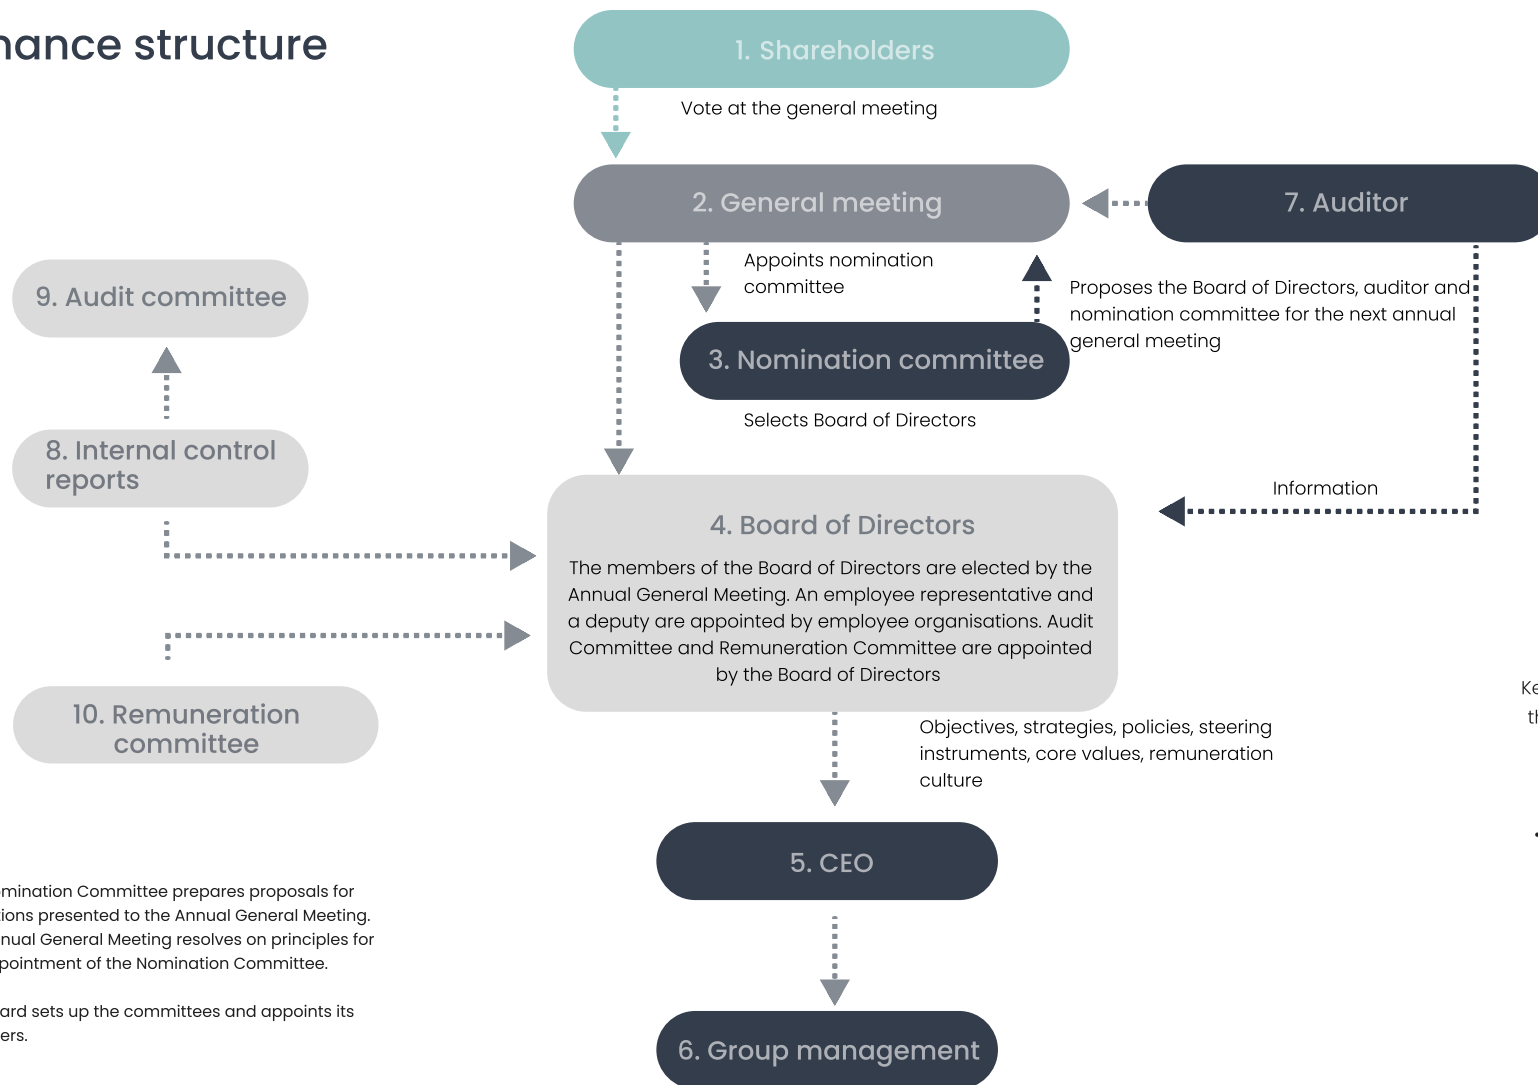 nance structure
1. Shareholders
Vote at the general meeting
2. General meeting
7. Auditor
Appoints nomination
committee
Proposes the Board of Directors, auditor and
nomination committee for the next annual
general meeting
9. Audit committee
3. Nomination committee
Selects Board of Directors
8. Internal control
reports
Information
4. Board of Directors
The members of the Board of Directors are elected by the
Annual General Meeting. An employee representative and
a deputy are appointed by employee organisations. Audit
Committee and Remuneration Committee are appointed
by the Board of Directors
10. Remuneration
committee
Objectives, strategies, policies, steering
instruments, core values, remuneration
culture
Ke
th
5. CEO
omination Committee prepares proposals for
tions presented to the Annual General Meeting.
nual General Meeting resolves on principles for
pointment of the Nomination Committee.
ard sets up the committees and appoints its
ers.
6. Group management